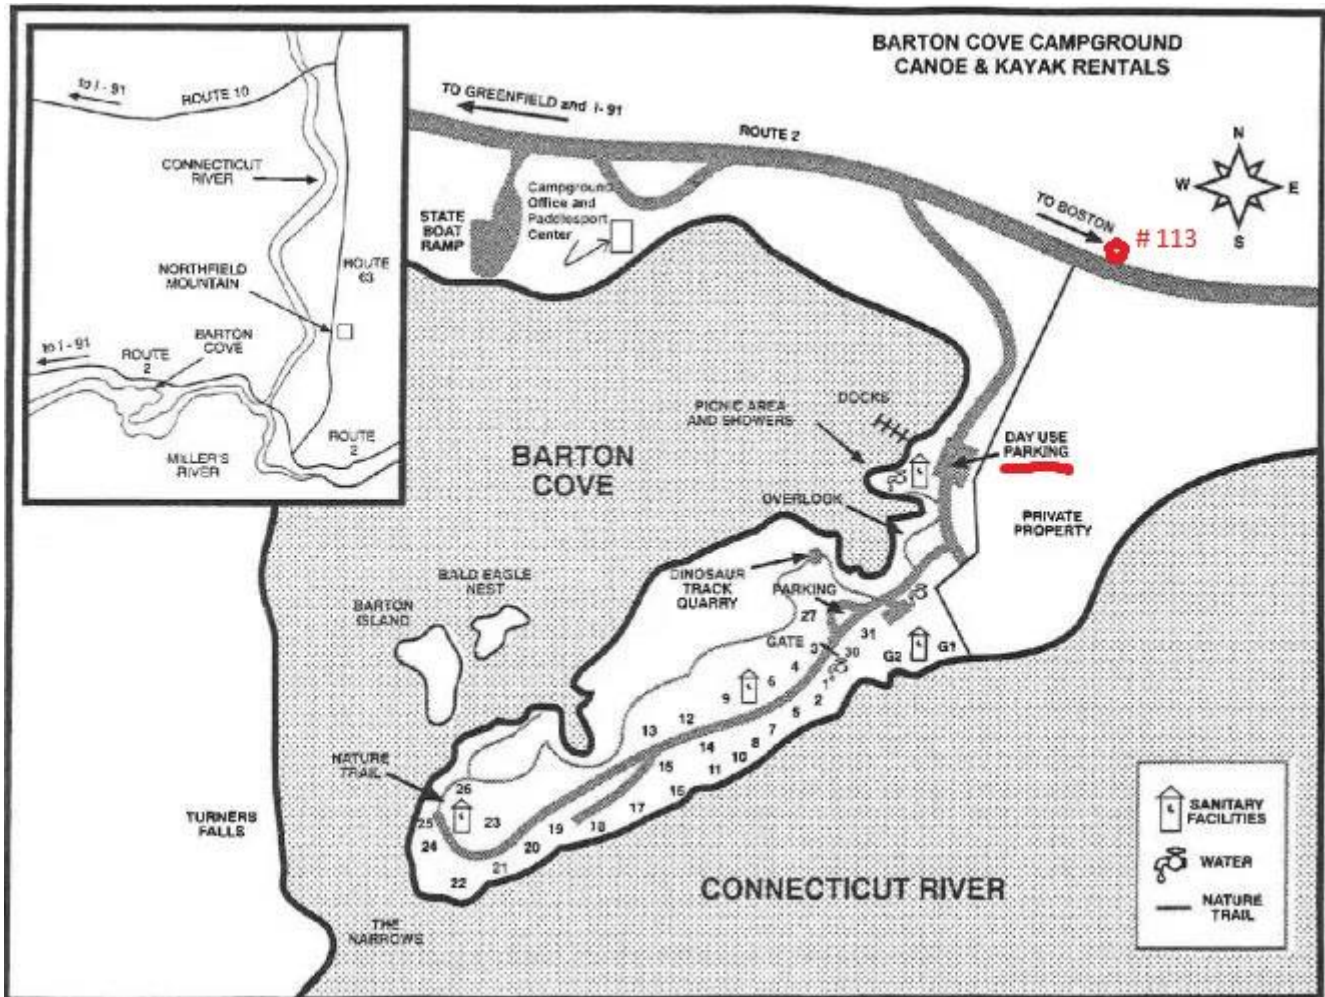 BARTON COVE CAMPGROUND
CANOE & KAYAK RENTALS
to I - 91
ROUTE 10
CONNECTICUT
RIVER
NORTHFIELD
MOUNTAIN
ROUTE
63
BARTON
COVE
to I - 91
ROUTE
2
MILLER'S
RIVER
ROUTE
2
TO GREENFIELD and I - 91
ROUTE 2
TO BOSTON
# 113
N
W
E
S
STATE
BOAT
RAMP
Campground
Office and
Paddlesport
Center
PICNIC AREA
AND SHOWERS
DOCKS
DAY USE
PARKING
BARTON
COVE
OVERLOOK
PRIVATE
PROPERTY
BALD EAGLE
NEST
BARTON
ISLAND
DINOSAUR
TRACK
QUARRY
PARKING
27
31
GATE
3
30
G2
G1
4
6
9
2
5
7
8
10
11
12
13
14
15
16
17
18
19
20
21
22
23
24
25
26
NATURE
TRAIL
TURNERS
FALLS
THE
NARROWS
CONNECTICUT RIVER
SANITARY
FACILITIES
WATER
NATURE
TRAIL